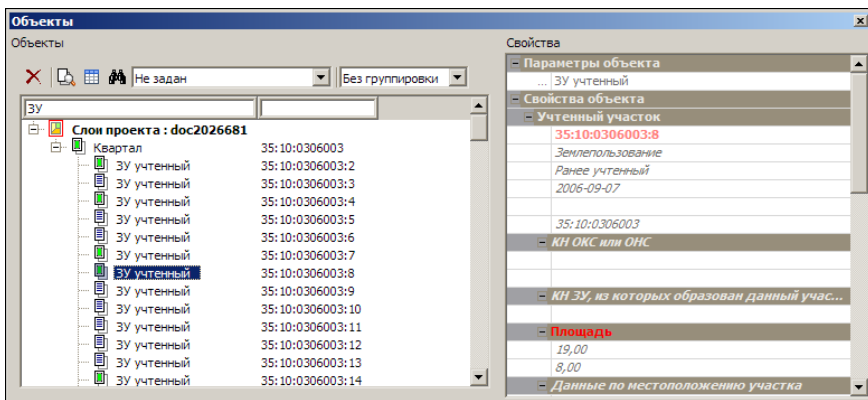 Объекты
Объекты
Не задан
Без группировки
ЗУ
Слои проекта : doc2026681
Квартал 35:10:0306003
ЗУ учтенный 35:10:0306003:2
ЗУ учтенный 35:10:0306003:3
ЗУ учтенный 35:10:0306003:4
ЗУ учтенный 35:10:0306003:5
ЗУ учтенный 35:10:0306003:6
ЗУ учтенный 35:10:0306003:7
ЗУ учтенный 35:10:0306003:8
ЗУ учтенный 35:10:0306003:9
ЗУ учтенный 35:10:0306003:10
ЗУ учтенный 35:10:0306003:11
ЗУ учтенный 35:10:0306003:12
ЗУ учтенный 35:10:0306003:13
ЗУ учтенный 35:10:0306003:14
Свойства
Параметры объекта
... ЗУ учтенный
Свойства объекта
Учтенный участок
35:10:0306003:8
Землепользование
Ранее учтенный
2006-09-07
35:10:0306003
КН ОКС или ОНС
КН ЗУ, из которых образован данный учас...
Площадь
19,00
8,00
Данные по местоположению участка